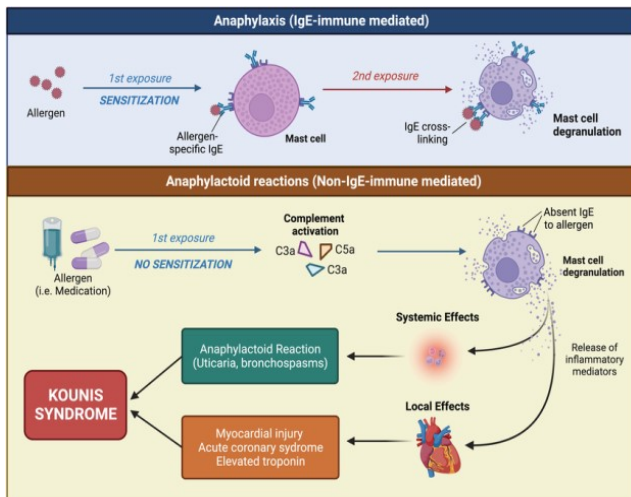 Anaphylaxis (IgE-immune mediated)
Allergen
1st exposure
SENSITIZATION
Allergen-
specific IgE
Mast cell
2nd exposure
IgE cross-
linking
Mast cell
degranulation
Anaphylactoid reactions (Non-IgE-immune mediated)
Allergen
(i.e. Medication)
1st exposure
NO SENSITIZATION
Complement
activation
C3a
C5a
C3a
Absent IgE
to allergen
Mast cell
degranulation
Release of
inflammatory
mediators
Systemic Effects
Anaphylactoid Reaction
(Uticaria, bronchospasms)
KOUNIS
SYNDROME
Local Effects
Myocardial injury
Acute coronary sydrome
Elevated troponin